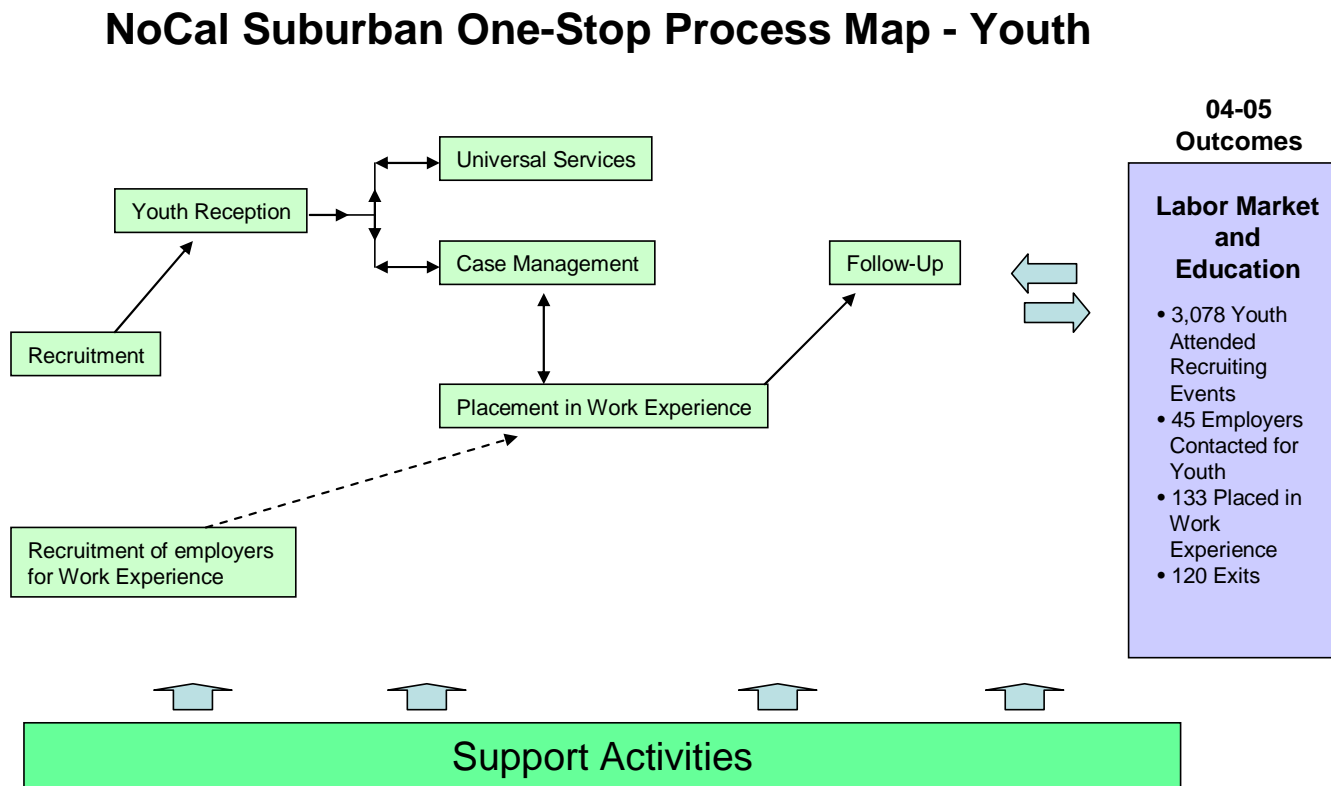 NoCal Suburban One-Stop Process Map - Youth
04-05
Outcomes
Universal Services
Youth Reception
Case Management
Follow-Up
Recruitment
Placement in Work Experience
Recruitment of employers
for Work Experience
Labor Market
and
Education
• 3,078 Youth
Attended
Recruiting
Events
• 45 Employers
Contacted for
Youth
• 133 Placed in
Work
Experience
• 120 Exits
Support Activities